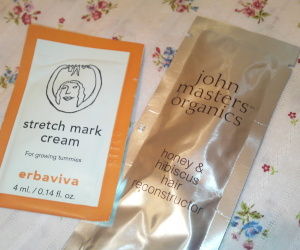 stretch mark
cream
For growing tummies
erbaviva
4 ml. / 0.14 fl. oz.
john
masters™
organics
honey &
hibiscus
hair
reconstructor